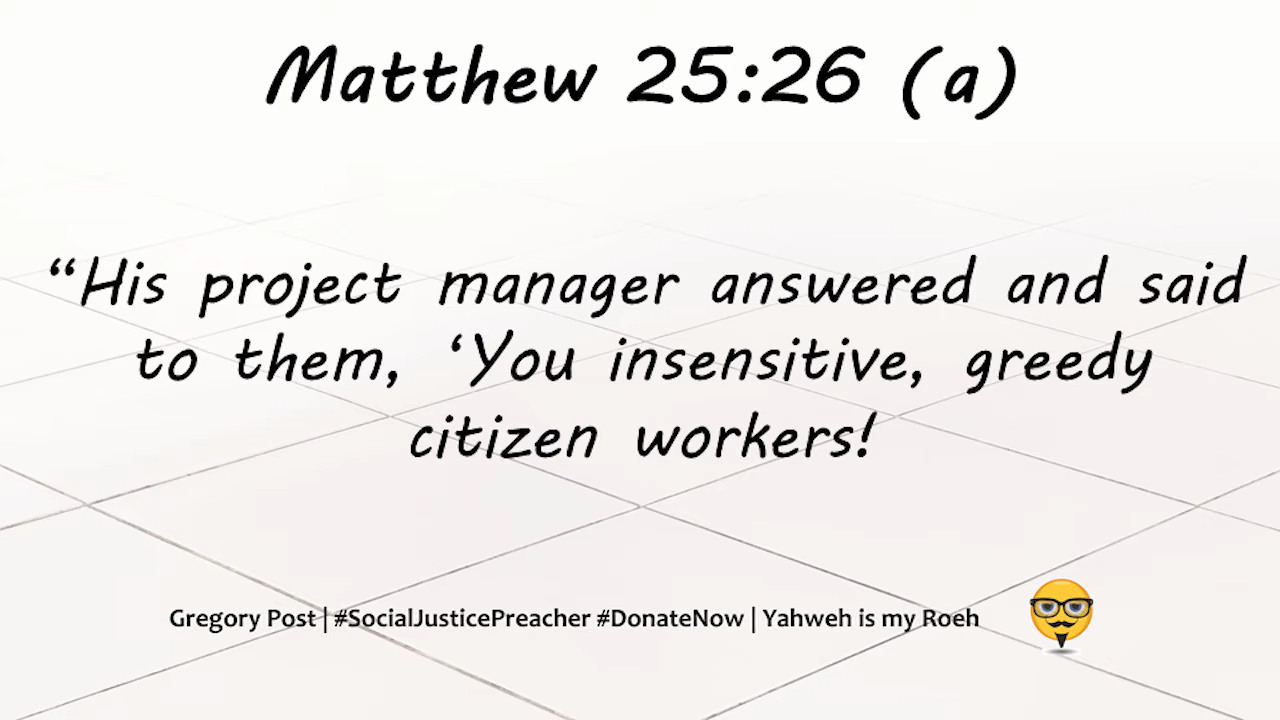 Matthew 25:26 (a)
“His project manager answered and said
to them, ‘You insensitive, greedy
citizen workers!
Gregory Post | #SocialJusticePreacher #DonateNow | Yahweh is my Roeh